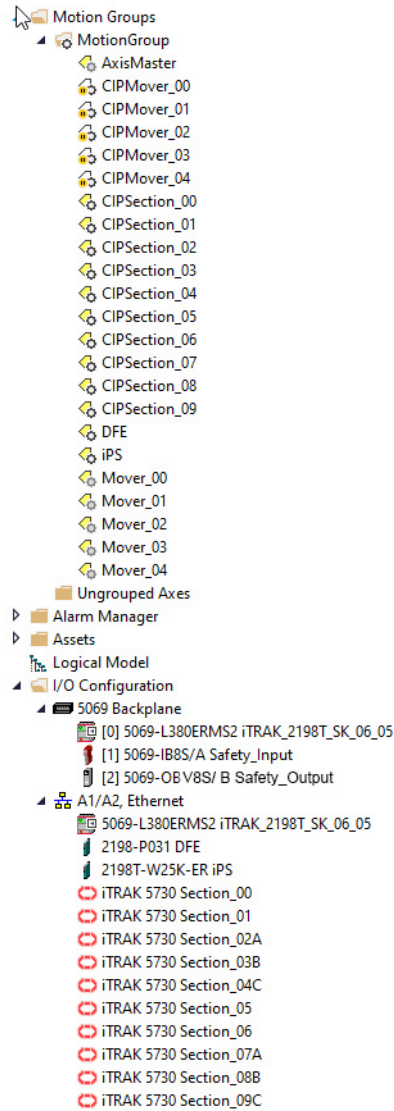 Motion Groups
MotionGroup
AxisMaster
CIPMover_00
CIPMover_01
CIPMover_02
CIPMover_03
CIPMover_04
CIPSection_00
CIPSection_01
CIPSection_02
CIPSection_03
CIPSection_04
CIPSection_05
CIPSection_06
CIPSection_07
CIPSection_08
CIPSection_09
DFE
iPS
Mover_00
Mover_01
Mover_02
Mover_03
Mover_04
Ungrouped Axes
Alarm Manager
Assets
Logical Model
I/O Configuration
5069 Backplane
[0] 5069-L380ERMS2 iTRAK_2198T_SK_06_05
[1] 5069-IB8S/A Safety_Input
[2] 5069-OBV8S/ B Safety_Output
A1/A2, Ethernet
5069-L380ERMS2 iTRAK_2198T_SK_06_05
2198-P031 DFE
2198T-W25K-ER iPS
iTRAK 5730 Section_00
iTRAK 5730 Section_01
iTRAK 5730 Section_02A
iTRAK 5730 Section_03B
iTRAK 5730 Section_04C
iTRAK 5730 Section_05
iTRAK 5730 Section_06
iTRAK 5730 Section_07A
iTRAK 5730 Section_08B
iTRAK 5730 Section_09C